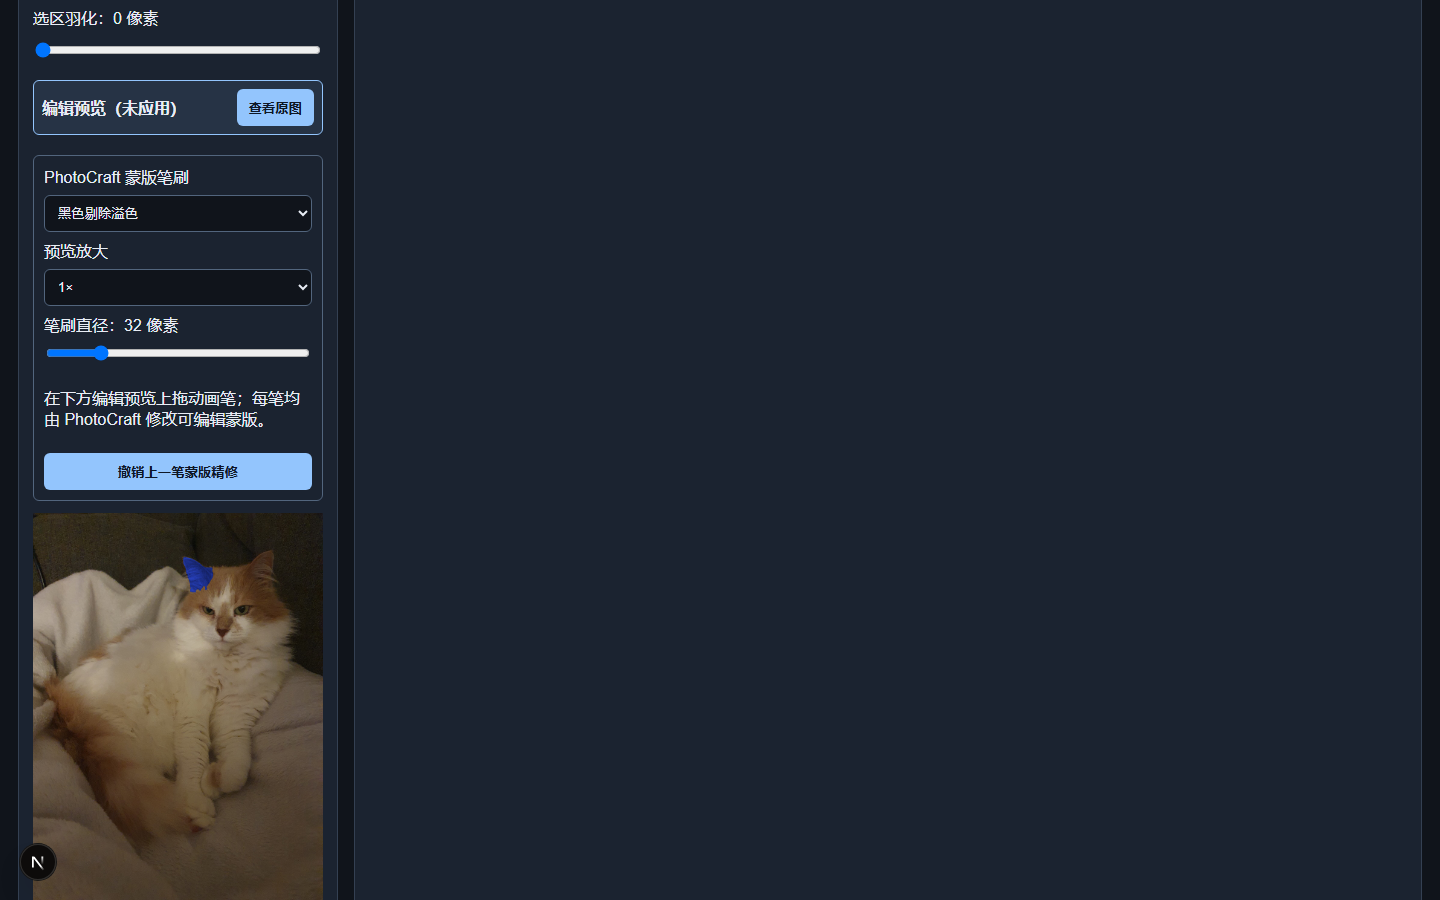 选区羽化：0 像素
编辑预览（未应用）
查看原图
PhotoCraft 蒙版笔刷
黑色剔除溢色
预览放大
1×
笔刷直径：32 像素
在下方编辑预览上拖动画笔；每笔均
由 PhotoCraft 修改可编辑蒙版。
撤销上一笔蒙版精修
N